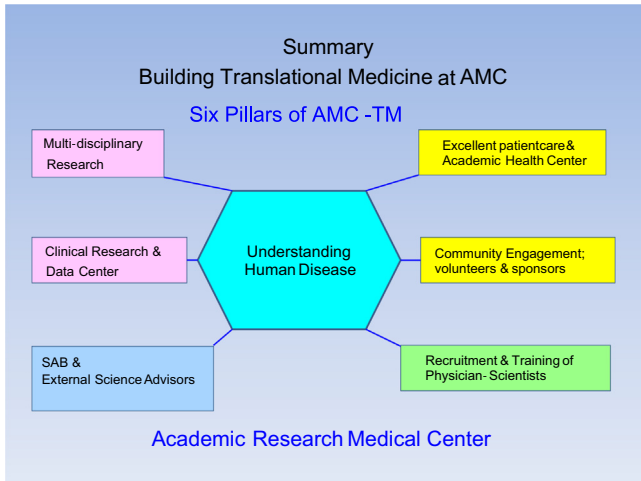 Summary
Building Translational Medicine at AMC
Six Pillars of AMC -TM
Multi-disciplinary
Research
Excellent patientcare &
Academic Health Center
Clinical Research &
Data Center
Understanding
Human Disease
Community Engagement;
volunteers & sponsors
SAB &
External Science Advisors
Recruitment & Training of
Physician- Scientists
Academic Research Medical Center